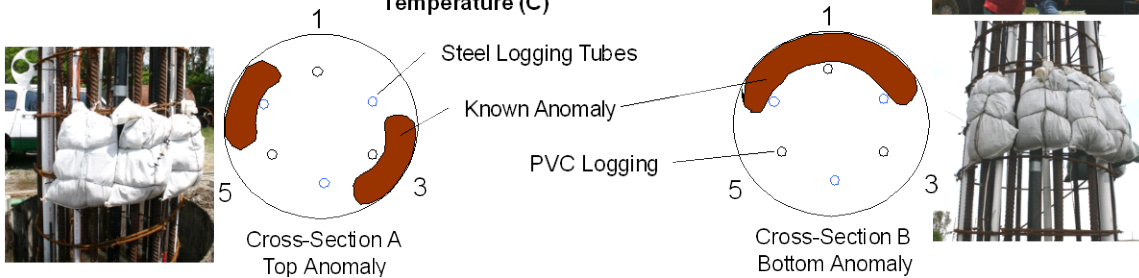 Temperature (C)
1
1
Steel Logging Tubes
Known Anomaly
PVC Logging
5
3
5
3
Cross-Section A
Top Anomaly
Cross-Section B
Bottom Anomaly